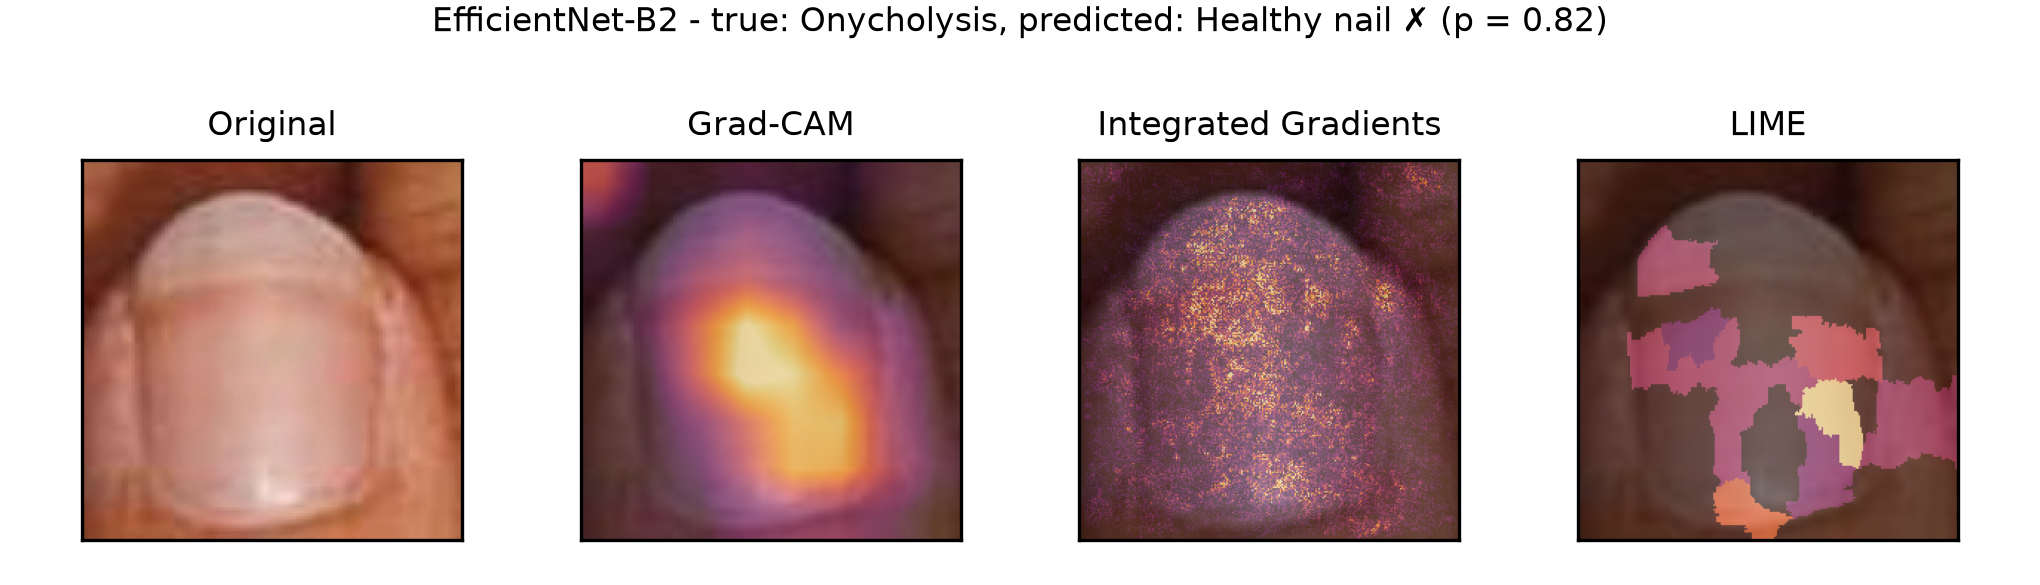 EfficientNet-B2 - true: Onycholysis, predicted: Healthy nail ✗ (p = 0.82)
Original
Grad-CAM
Integrated Gradients
LIME